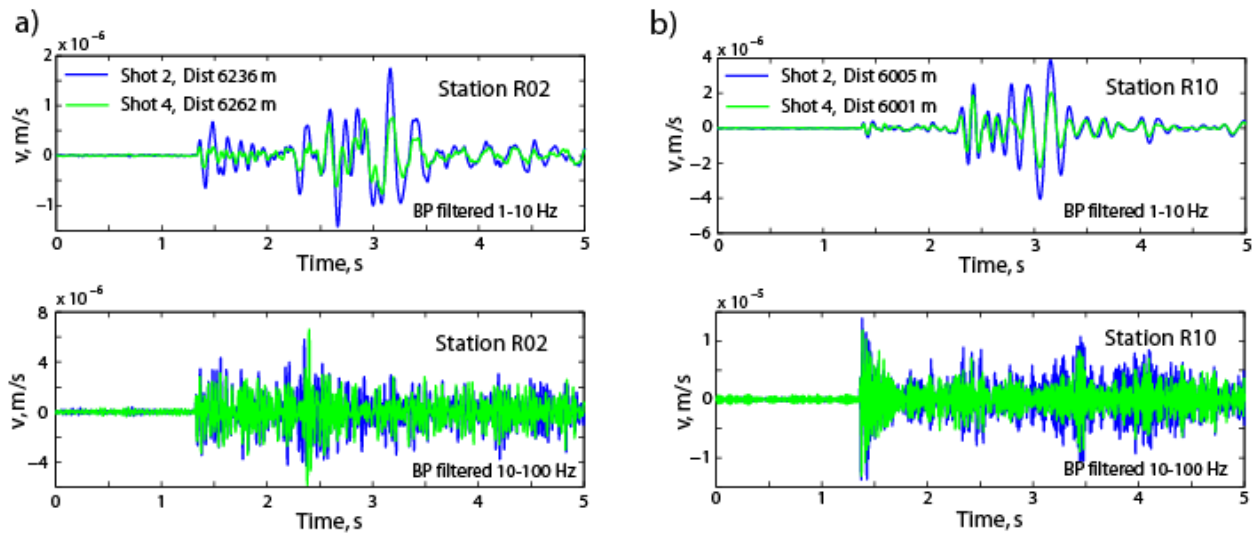 a)
x 10⁻⁶
2
1
0
−1
v, m/s
Shot 2, Dist 6236 m
Shot 4, Dist 6262 m
Station R02
BP filtered 1-10 Hz
0 1 2 3 4 5
Time, s
x 10⁻⁶
8
4
0
−4
v, m/s
Station R02
BP filtered 10-100 Hz
0 1 2 3 4 5
Time, s
b)
x 10⁻⁶
4
2
0
−2
−4
−6
v, m/s
Shot 2, Dist 6005 m
Shot 4, Dist 6001 m
Station R10
BP filtered 1-10 Hz
0 1 2 3 4 5
Time, s
x 10⁻⁵
1
0
−1
v, m/s
Station R10
BP filtered 10-100 Hz
0 1 2 3 4 5
Time, s